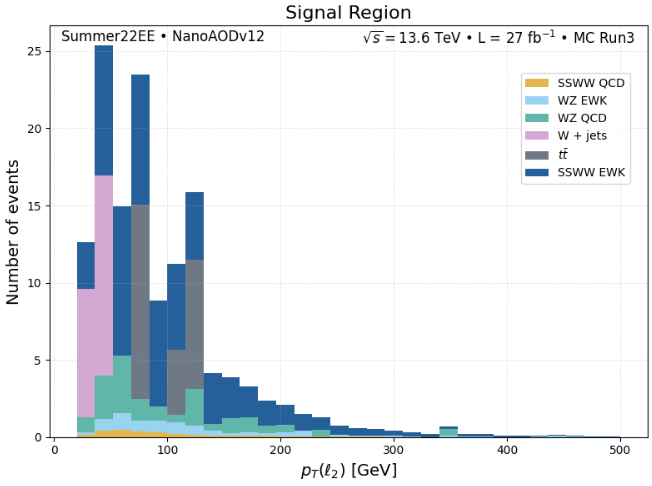 Signal Region
Summer22EE • NanoAODv12
√s = 13.6 TeV • L = 27 fb⁻¹ • MC Run3
SSWW QCD
WZ EWK
WZ QCD
W + jets
tt̄
SSWW EWK
Number of events
25
20
15
10
5
0
0 100 200 300 400 500
p_T(ℓ₂) [GeV]